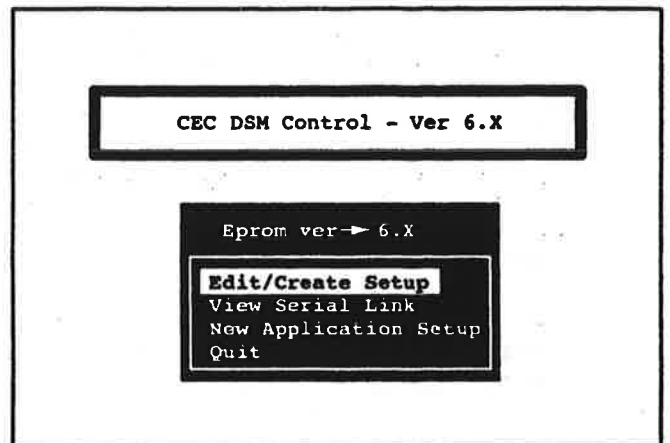 CEC DSM Control - Ver 6.X
Eprom ver→ 6.X
Edit/Create Setup
View Serial Link
New Application Setup
Quit